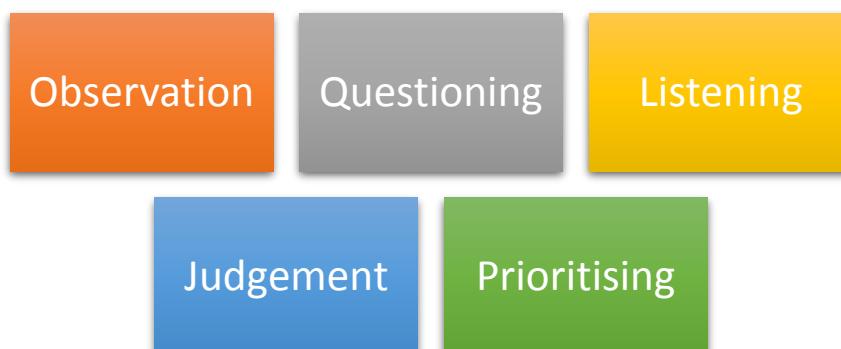 Observation
Questioning
Listening
Judgement
Prioritising